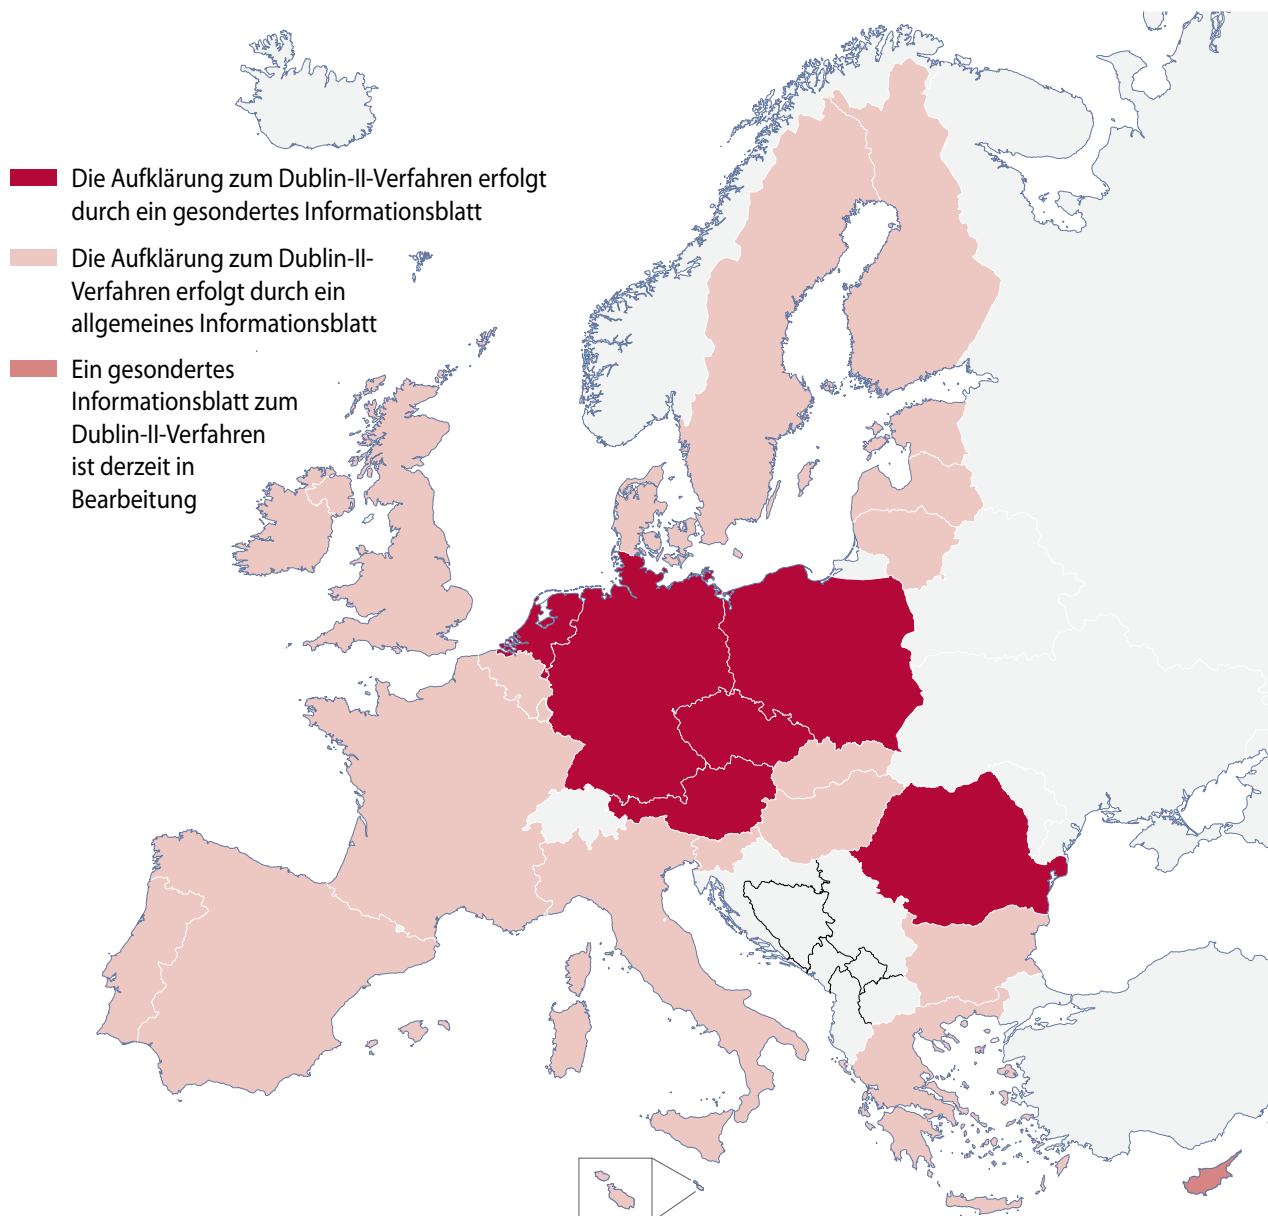 Die Aufklärung zum Dublin-II-Verfahren erfolgt
durch ein gesondertes Informationsblatt
Die Aufklärung zum Dublin-II-
Verfahren erfolgt durch ein
allgemeines Informationsblatt
Ein gesondertes
Informationsblatt zum
Dublin-II-Verfahren
ist derzeit in
Bearbeitung